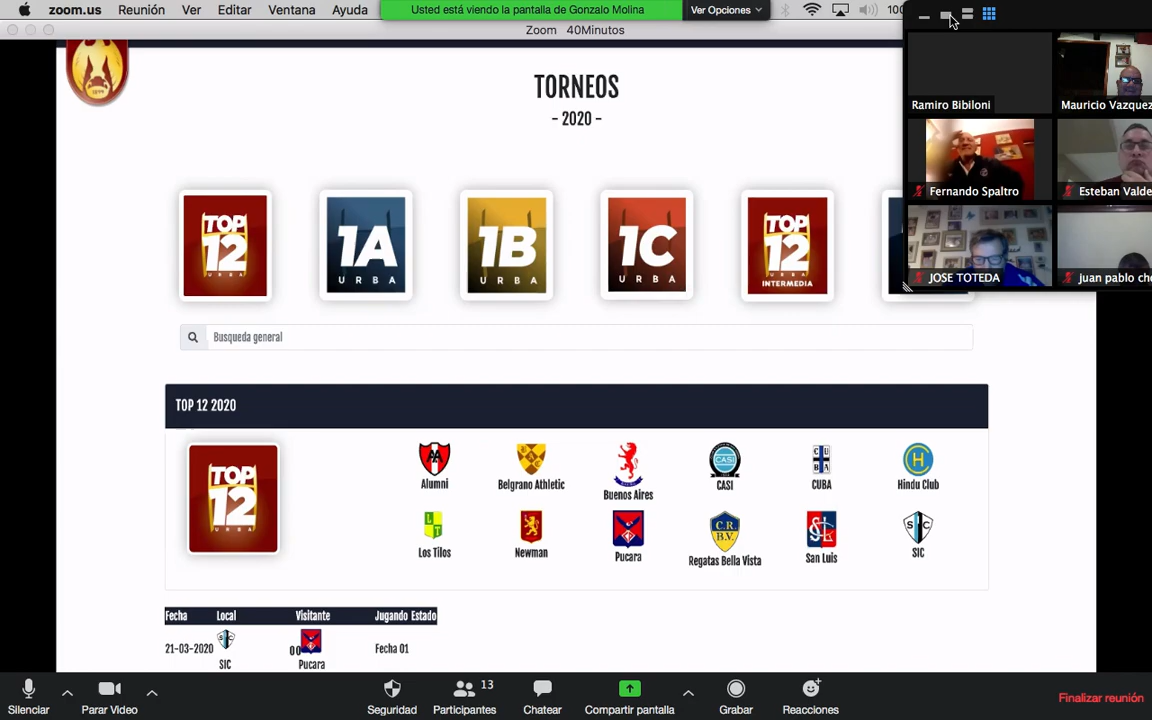 zoom.us Reunión Ver Editar Ventana Ayuda
Usted está viendo la pantalla de Gonzalo Molina
Ver Opciones
Zoom 40Minutos
TORNEOS
- 2020 -
Ramiro Bibiloni
Mauricio Vazquez
Fernando Spaltro
Esteban Valde
JOSE TOTEDA
juan pablo che
TOP 12 URBA
1A URBA
1B URBA
1C URBA
TOP 12 URBA INTERMEDIA
Busqueda general
TOP 12 2020
TOP 12 URBA
Alumni
Belgrano Athletic
Buenos Aires
CASI
CUBA
Hindu Club
Los Tilos
Newman
Pucara
Regatas Bella Vista
San Luis
SIC
Fecha Local Visitante Jugando Estado
21-03-2020 SIC 00 Pucara Fecha 01
Silenciar
Parar Video
Seguridad
Participantes 13
Chatear
Compartir pantalla
Grabar
Reacciones
Finalizar reunión